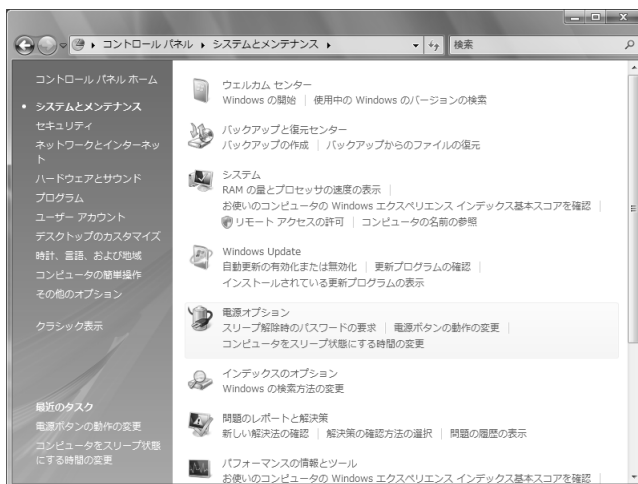 コントロール パネル ▸ システムとメンテナンス ▸
検索
コントロール パネル ホーム
システムとメンテナンス
セキュリティ
ネットワークとインターネッ
ト
ハードウェアとサウンド
プログラム
ユーザー アカウント
デスクトップのカスタマイズ
時計、言語、および地域
コンピュータの簡単操作
その他のオプション
クラシック表示
最近のタスク
電源ボタンの動作の変更
コンピュータをスリープ状態
にする時間の変更
ウェルカム センター
Windows の開始 | 使用中の Windows のバージョンの検索
バックアップと復元センター
バックアップの作成 | バックアップからのファイルの復元
システム
RAM の量とプロセッサの速度の表示 |
お使いのコンピュータの Windows エクスペリエンス インデックス基本スコアを確認 |
リモート アクセスの許可 | コンピュータの名前の参照
Windows Update
自動更新の有効化または無効化 | 更新プログラムの確認 |
インストールされている更新プログラムの表示
電源オプション
スリープ解除時のパスワードの要求 | 電源ボタンの動作の変更 |
コンピュータをスリープ状態にする時間の変更
インデックスのオプション
Windows の検索方法の変更
問題のレポートと解決策
新しい解決法の確認 | 解決策の確認方法の選択 | 問題の履歴の表示
パフォーマンスの情報とツール
お使いのコンピュータの Windows エクスペリエンス インデックス基本スコアを確認 |